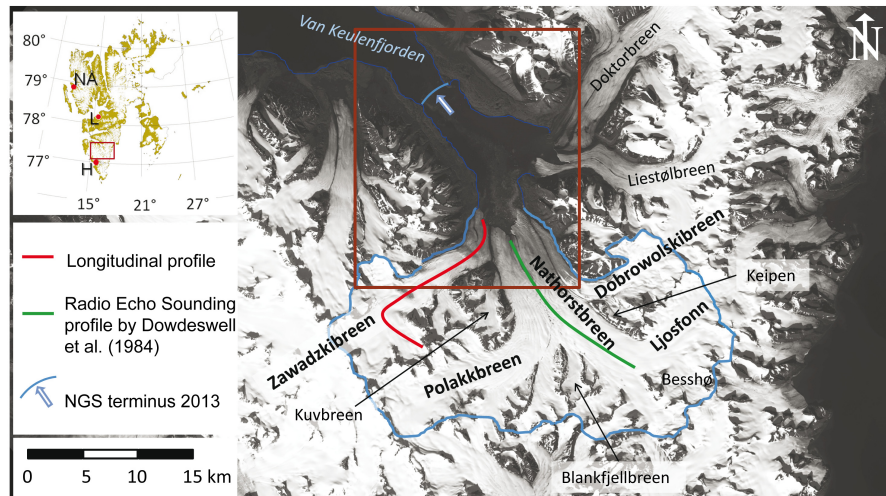 80°
79°
78°
77°
NA
L
H
15°
21°
27°
Longitudinal profile
Radio Echo Sounding
profile by Dowdeswell
et al. (1984)
NGS terminus 2013
0 5 10 15 km
Van Keulenfjorden
Doktorbreen
N
Liestølbreen
Dobrowolskibreen
Keipen
Nathorstbreen
Ljosfonn
Zawadzkibreen
Polakkbreen
Besshø
Kuvbreen
Blankfjellbreen